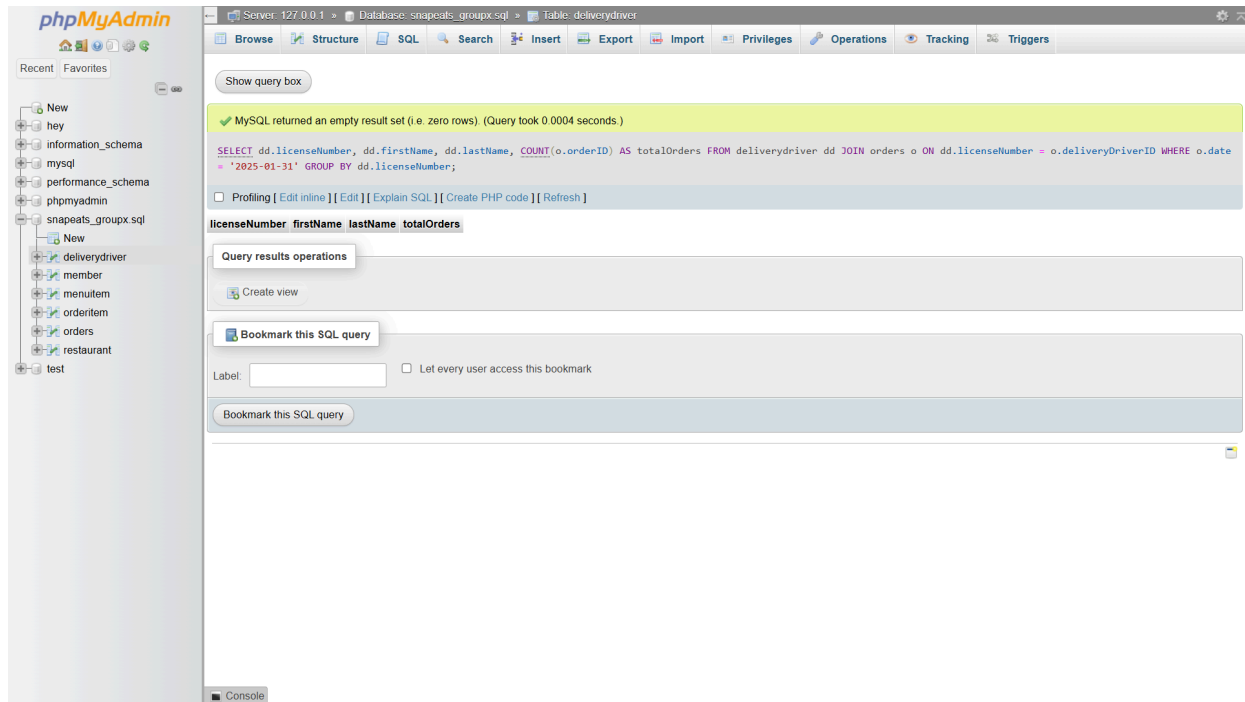 phpMyAdmin
Recent Favorites
New
hey
information_schema
mysql
performance_schema
phpmyadmin
snapeats_groupx.sql
New
deliverydriver
member
menuitem
orderitem
orders
restaurant
test
Server: 127.0.0.1 » Database: snapeats_groupx.sql » Table: deliverydriver
Browse Structure SQL Search Insert Export Import Privileges Operations Tracking Triggers
Show query box
MySQL returned an empty result set (i.e. zero rows). (Query took 0.0004 seconds.)
SELECT dd.licenseNumber, dd.firstName, dd.lastName, COUNT(o.orderID) AS totalOrders FROM deliverydriver dd JOIN orders o ON dd.licenseNumber = o.deliveryDriverID WHERE o.date
= '2025-01-31' GROUP BY dd.licenseNumber;
Profiling [ Edit inline ] [ Edit ] [ Explain SQL ] [ Create PHP code ] [ Refresh ]
licenseNumber firstName lastName totalOrders
Query results operations
Create view
Bookmark this SQL query
Label: Let every user access this bookmark
Bookmark this SQL query
Console